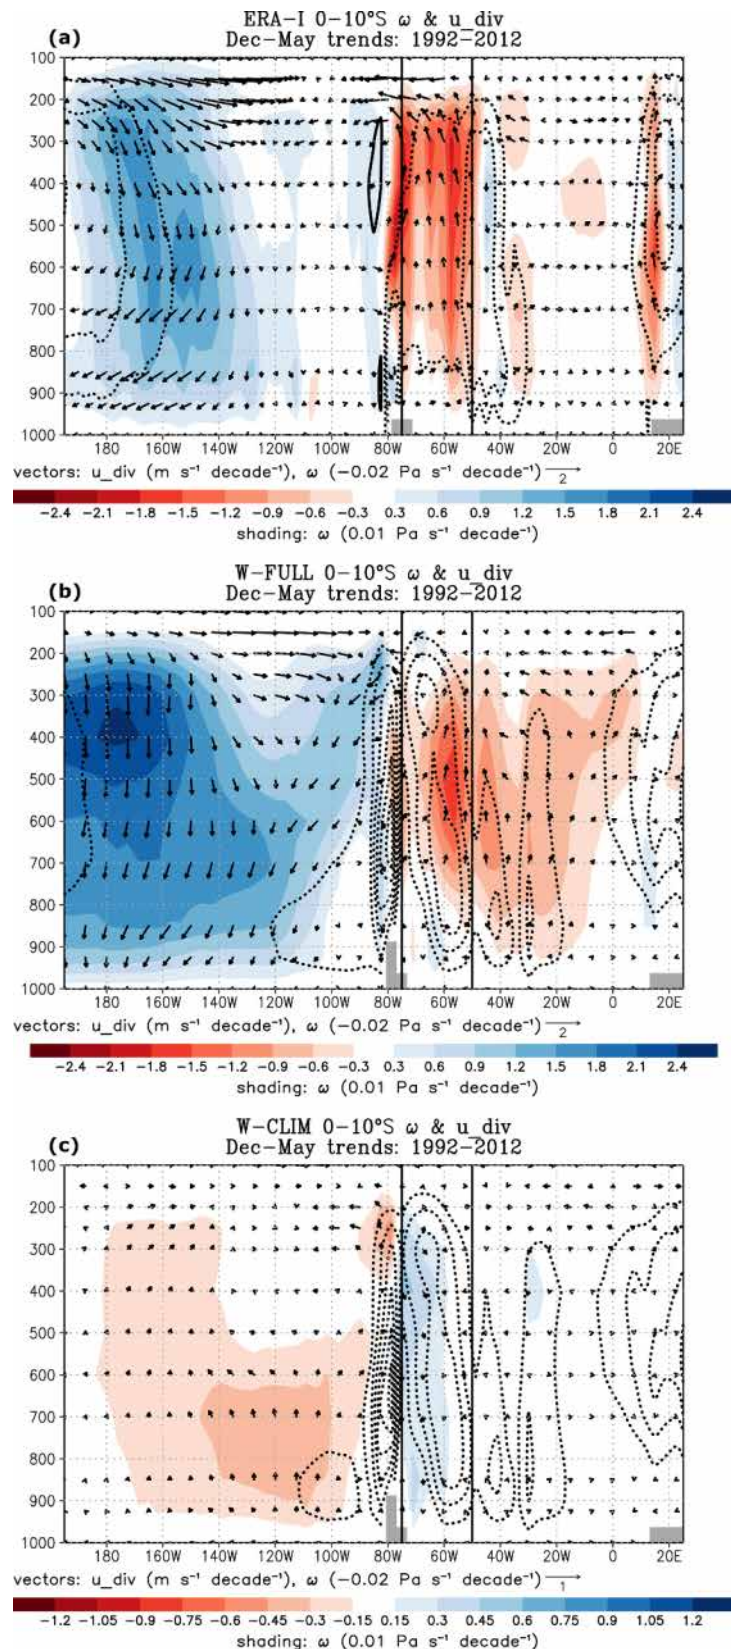 ERA-I 0-10°S ω & u_div
(a) Dec-May trends: 1992-2012
100
200
300
400
500
600
700
800
900
1000
180 160W 140W 120W 100W 80W 60W 40W 20W 0 20E
vectors: u_div (m s⁻¹ decade⁻¹), ω (-0.02 Pa s⁻¹ decade⁻¹) 2
-2.4 -2.1 -1.8 -1.5 -1.2 -0.9 -0.6 -0.3 0.3 0.6 0.9 1.2 1.5 1.8 2.1 2.4
shading: ω (0.01 Pa s⁻¹ decade⁻¹)
W-FULL 0-10°S ω & u_div
(b) Dec-May trends: 1992-2012
100
200
300
400
500
600
700
800
900
1000
180 160W 140W 120W 100W 80W 60W 40W 20W 0 20E
vectors: u_div (m s⁻¹ decade⁻¹), ω (-0.02 Pa s⁻¹ decade⁻¹) 2
-2.4 -2.1 -1.8 -1.5 -1.2 -0.9 -0.6 -0.3 0.3 0.6 0.9 1.2 1.5 1.8 2.1 2.4
shading: ω (0.01 Pa s⁻¹ decade⁻¹)
W-CLIM 0-10°S ω & u_div
(c) Dec-May trends: 1992-2012
100
200
300
400
500
600
700
800
900
1000
180 160W 140W 120W 100W 80W 60W 40W 20W 0 20E
vectors: u_div (m s⁻¹ decade⁻¹), ω (-0.02 Pa s⁻¹ decade⁻¹) 1
-1.2 -1.05 -0.9 -0.75 -0.6 -0.45 -0.3 -0.15 0.15 0.3 0.45 0.6 0.75 0.9 1.05 1.2
shading: ω (0.01 Pa s⁻¹ decade⁻¹)